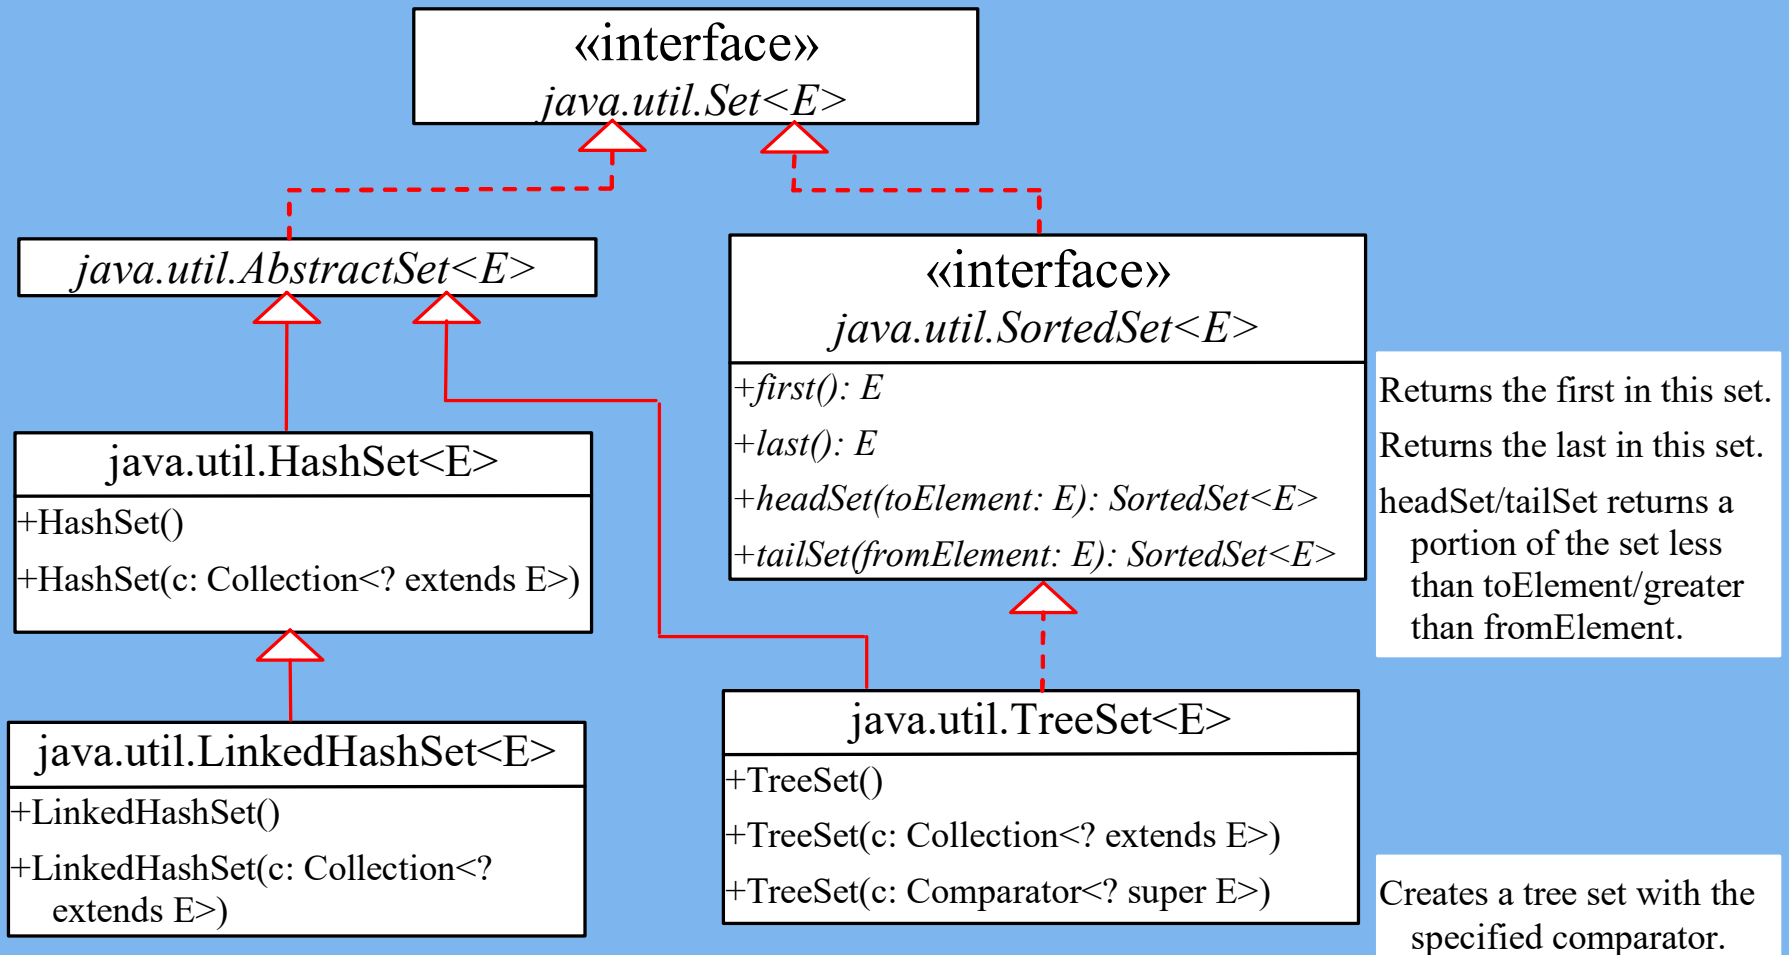 «interface»
java.util.Set<E>
java.util.AbstractSet<E>
«interface»
java.util.SortedSet<E>
+first(): E
+last(): E
+headSet(toElement: E): SortedSet<E>
+tailSet(fromElement: E): SortedSet<E>
Returns the first in this set.
Returns the last in this set.
headSet/tailSet returns a
portion of the set less
than toElement/greater
than fromElement.
java.util.HashSet<E>
+HashSet()
+HashSet(c: Collection<? extends E>)
java.util.LinkedHashSet<E>
+LinkedHashSet()
+LinkedHashSet(c: Collection<?
extends E>)
java.util.TreeSet<E>
+TreeSet()
+TreeSet(c: Collection<? extends E>)
+TreeSet(c: Comparator<? super E>)
Creates a tree set with the
specified comparator.